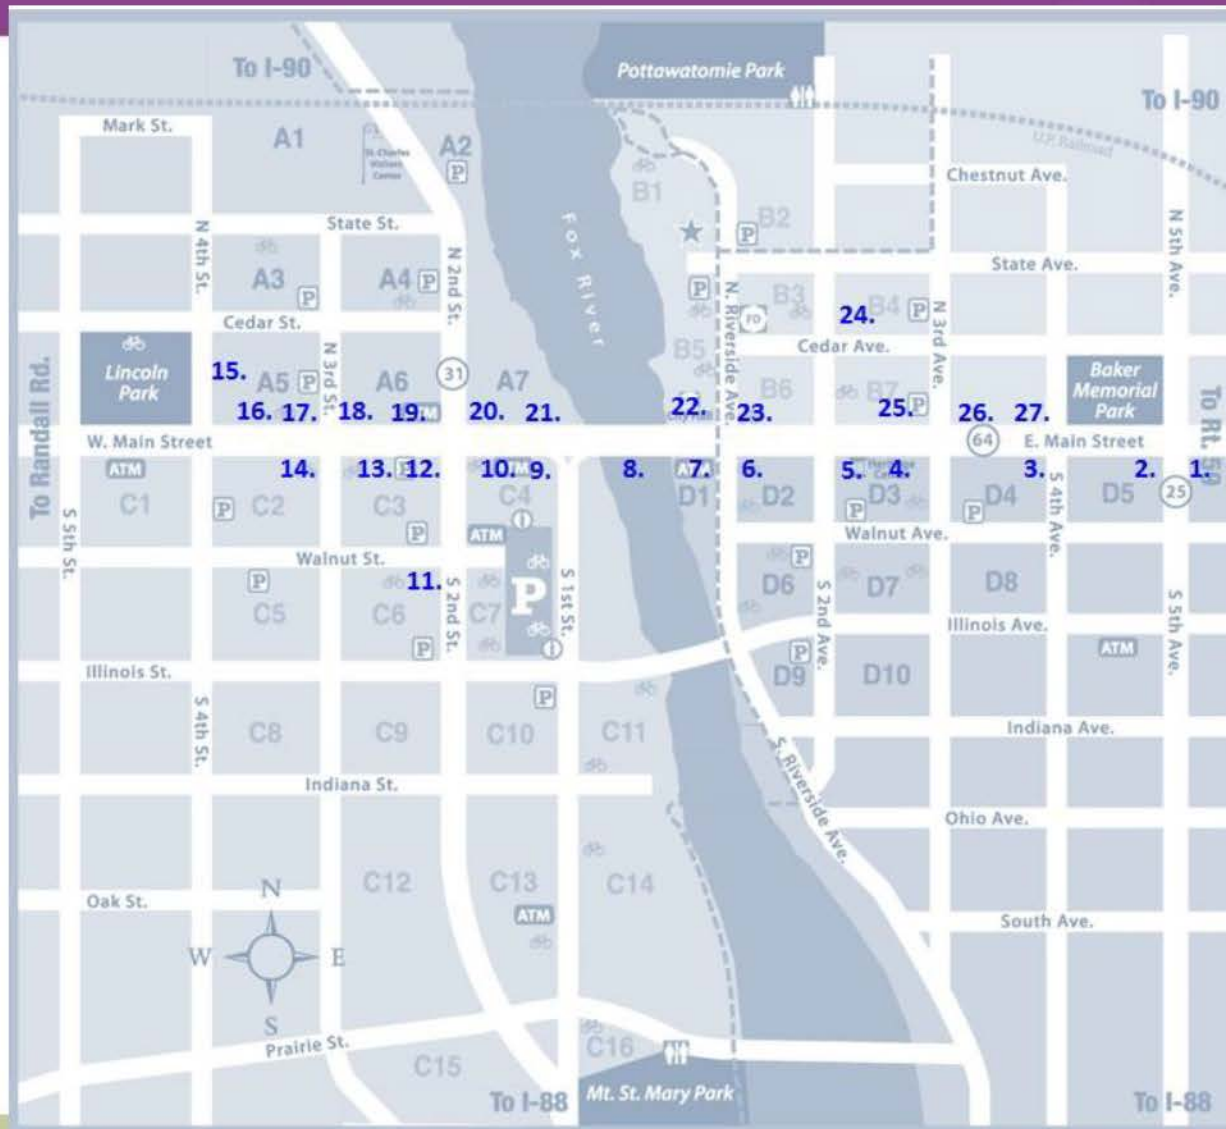 Pottawatomie Park
To I-90
To I-90
Mark St.
A1
St. Charles
Visitors
Center
A2
P
U.P. Railroad
Chestnut Ave.
B1
B2
P
State St.
N 4th St.
N 2nd St.
N 5th Ave.
Fox River
State Ave.
A3
P
A4
P
P
N. Riverside Ave.
B3
FD
24.
B4
P
N 3rd Ave.
Cedar St.
Cedar Ave.
N 3rd St.
B5
Lincoln
Park
15.
A5
P
A6
31
A7
B6
B7
Baker
Memorial
Park
To Randall Rd.
16.
17.
18.
19.
20.
21.
22.
23.
25.
P
26.
27.
W. Main Street
64
E. Main Street
ATM
14.
13.
P
12.
10.
9.
8.
7.
6.
5.
4.
3.
2.
1.
C1
P
C2
C3
C4
D1
D2
D3
P
D4
P
D5
25
S 4th Ave.
S 5th St.
P
ATM
Walnut Ave.
Walnut St.
P
11.
S 2nd St.
P
S 1st St.
P
D6
S 2nd Ave.
D7
D8
C5
C6
C7
S 5th Ave.
Illinois Ave.
P
P
D9
D10
ATM
Illinois St.
S 4th St.
P
C8
C9
C10
C11
Indiana Ave.
S. Riverside Ave.
Indiana St.
Ohio Ave.
C12
C13
C14
Oak St.
N
ATM
South Ave.
W
E
S
Prairie St.
C15
C16
To I-88
Mt. St. Mary Park
To I-88